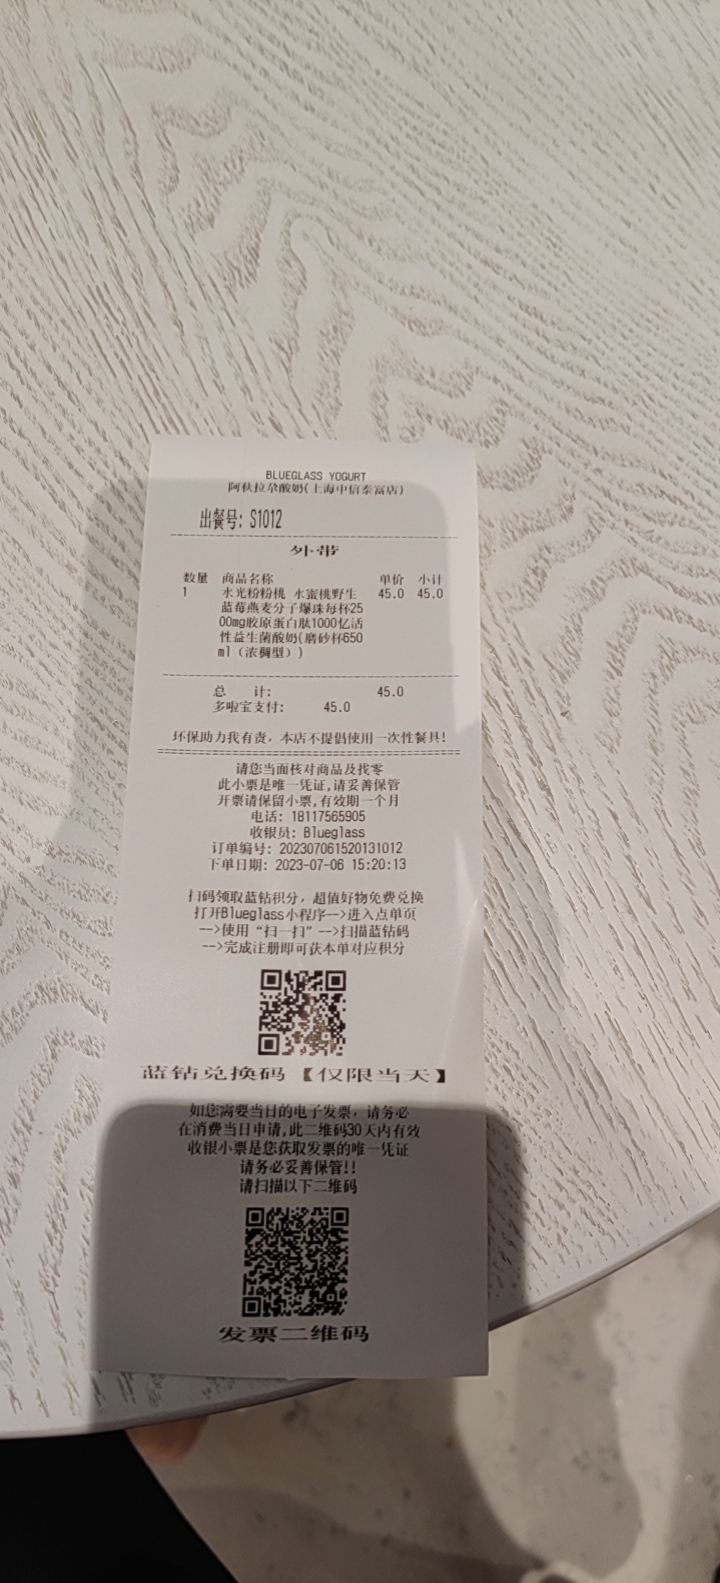 BLUEGLASS YOGURT
阿秋拉尕酸奶(上海中信泰富店)
出餐号: S1012
外带
数量 商品名称 单价 小计
1 水光粉粉桃 水蜜桃野生 45.0 45.0
蓝莓燕麦分子爆珠每杯25
00mg胶原蛋白肽1000亿活
性益生菌酸奶(磨砂杯650
ml（浓稠型）)
总 计: 45.0
多啦宝支付: 45.0
环保助力我有责，本店不提倡使用一次性餐具!
请您当面核对商品及找零
此小票是唯一凭证,请妥善保管
开票请保留小票,有效期一个月
电话: 18117565905
收银员: Blueglass
订单编号: 202307061520131012
下单日期: 2023-07-06 15:20:13
扫码领取蓝钻积分，超值好物免费兑换
打开Blueglass小程序-->进入点单页
-->使用“扫一扫”-->扫描蓝钻码
-->完成注册即可获本单对应积分
蓝钻兑换码【仅限当天】
如您需要当日的电子发票，请务必
在消费当日申请,此二维码30天内有效
收银小票是您获取发票的唯一凭证
请务必妥善保管!!
请扫描以下二维码
发票二维码